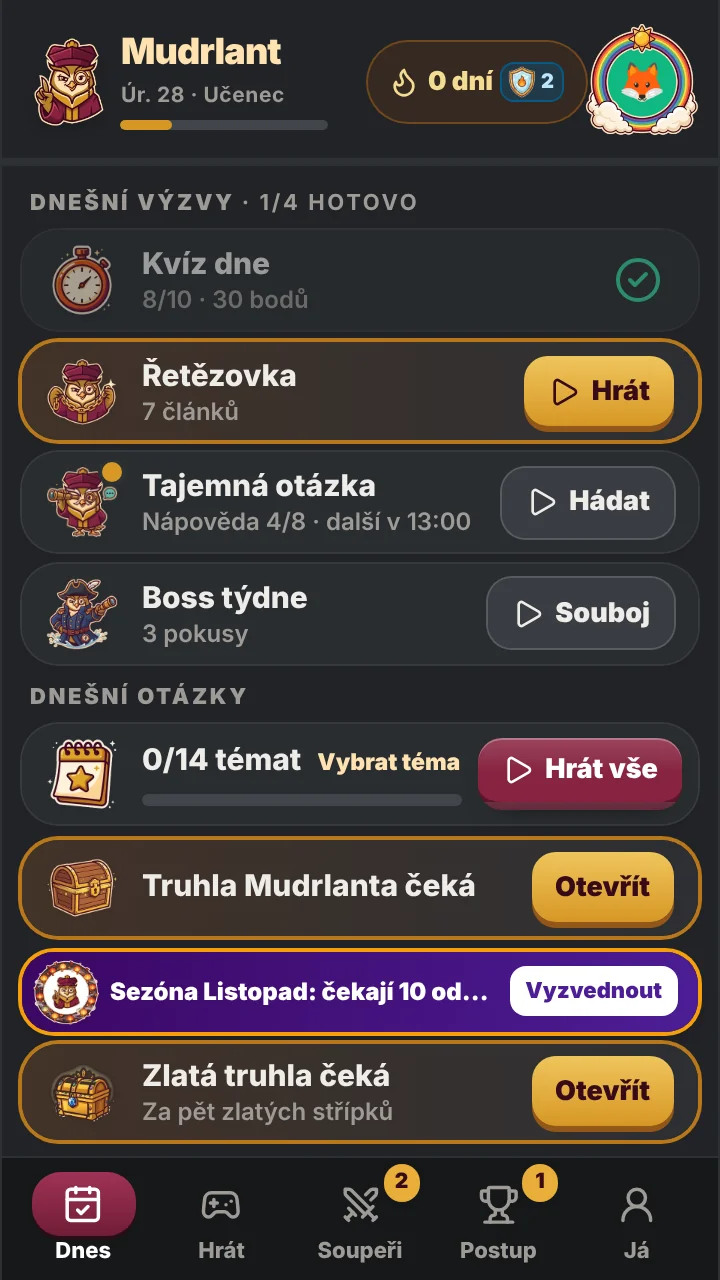 Mudrlant
Úr. 28 · Učenec
0 dní
2
DNEŠNÍ VÝZVY · 1/4 HOTOVO
Kvíz dne
8/10 · 30 bodů
Řetězovka
7 článků
Hrát
Tajemná otázka
Nápověda 4/8 · další v 13:00
Hádat
Boss týdne
3 pokusy
Souboj
DNEŠNÍ OTÁZKY
0/14 témat
Vybrat téma
Hrát vše
Truhla Mudrlanta čeká
Otevřít
Sezóna Listopad: čekají 10 od…
Vyzvednout
Zlatá truhla čeká
Za pět zlatých střípků
Otevřít
2
1
Dnes
Hrát
Soupeři
Postup
Já